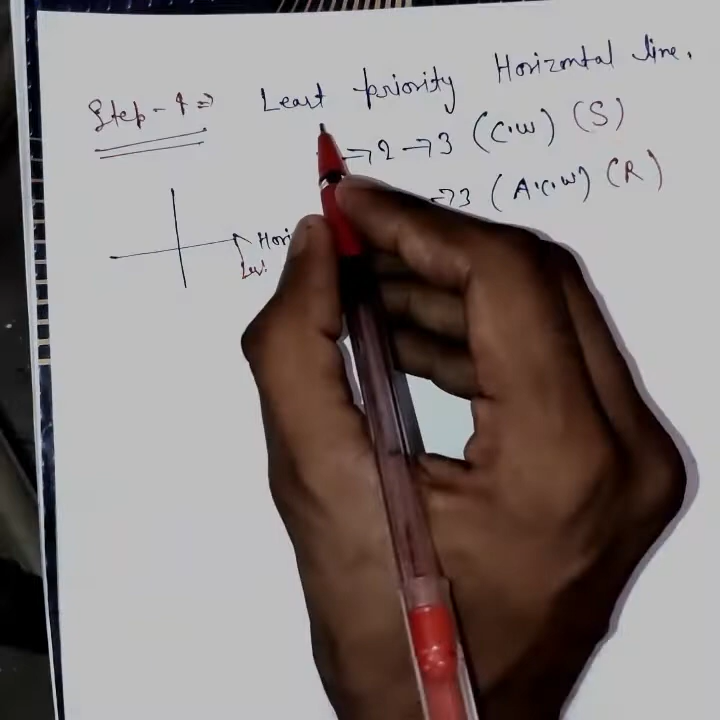 Step-4 ⇒ Least priority Horizontal line.
→2 →3 (C.W) (S)
→3 (A.C.W) (R)
Hori